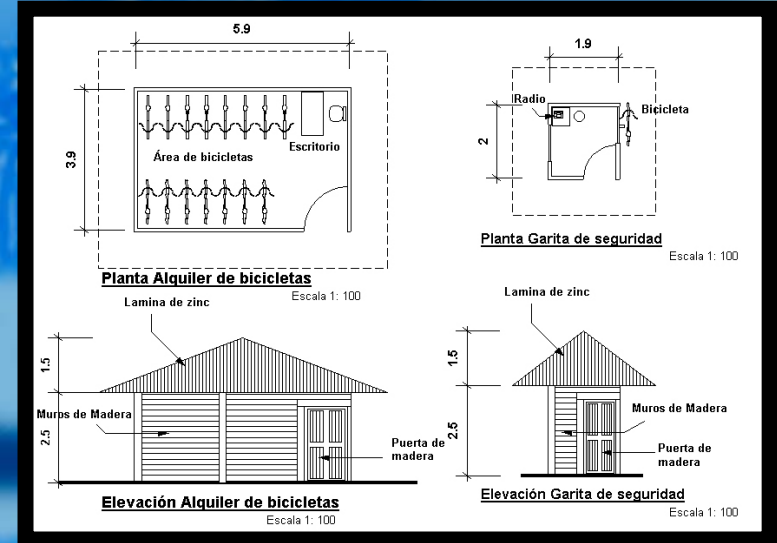 5.9
3.9
Área de bicicletas
Escritorio
Planta Alquiler de bicicletas
Escala 1: 100
1.9
2
Radio
Bicicleta
Planta Garita de seguridad
Escala 1: 100
Lamina de zinc
1.5
2.5
Muros de Madera
Puerta de
madera
Elevación Alquiler de bicicletas
Escala 1: 100
Lamina de zinc
1.5
2.5
Muros de Madera
Puerta de
madera
Elevación Garita de seguridad
Escala 1: 100